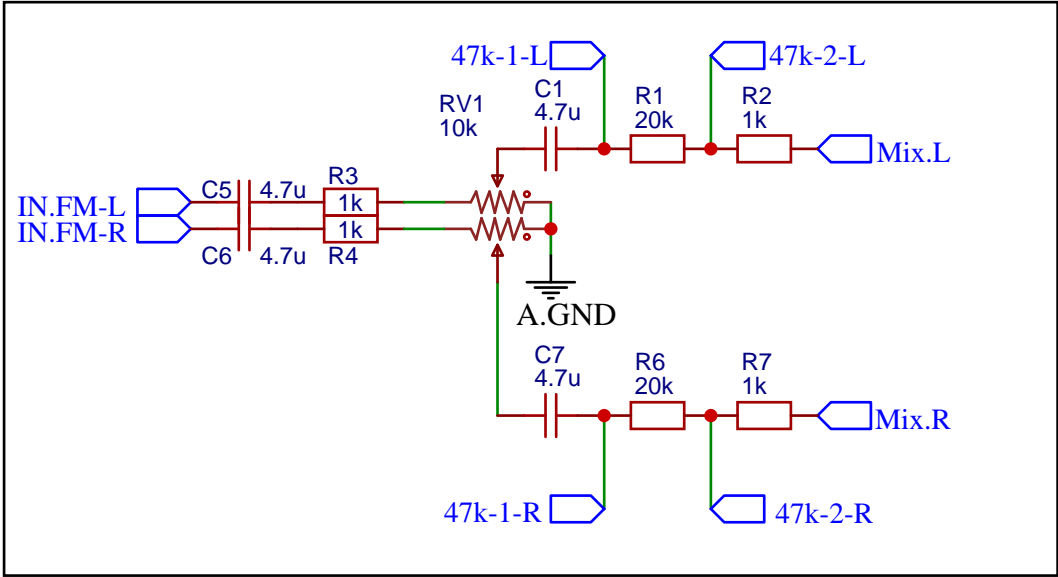 47k-1-L
47k-2-L
C1
4.7u
R1
20k
R2
1k
RV1
10k
Mix.L
IN.FM-L
IN.FM-R
C5
4.7u
R3
1k
1k
C6
4.7u
R4
A.GND
C7
4.7u
R6
20k
R7
1k
Mix.R
47k-1-R
47k-2-R